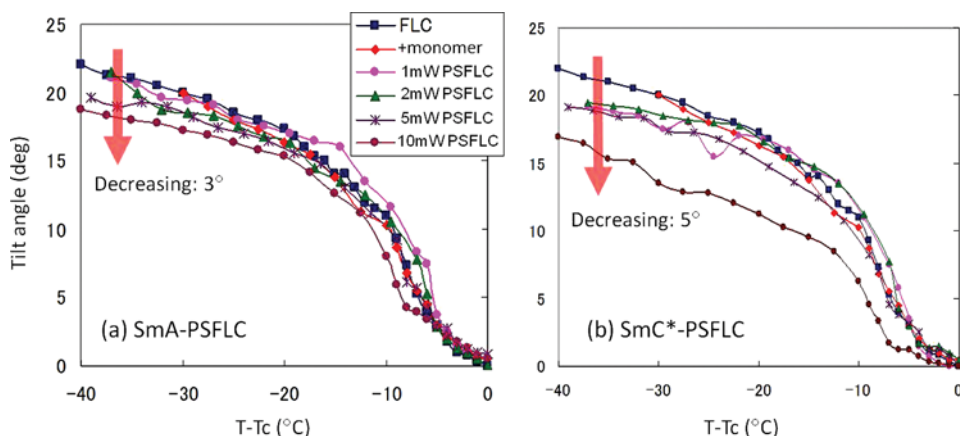 25
20
15
10
5
0
Tilt angle (deg)
FLC
+monomer
1mW PSFLC
2mW PSFLC
5mW PSFLC
10mW PSFLC
Decreasing: 3°
(a) SmA-PSFLC
−40
−30
−20
−10
0
T-Tc (°C)
25
20
15
10
5
0
Decreasing: 5°
(b) SmC*-PSFLC
−40
−30
−20
−10
0
T-Tc (°C)